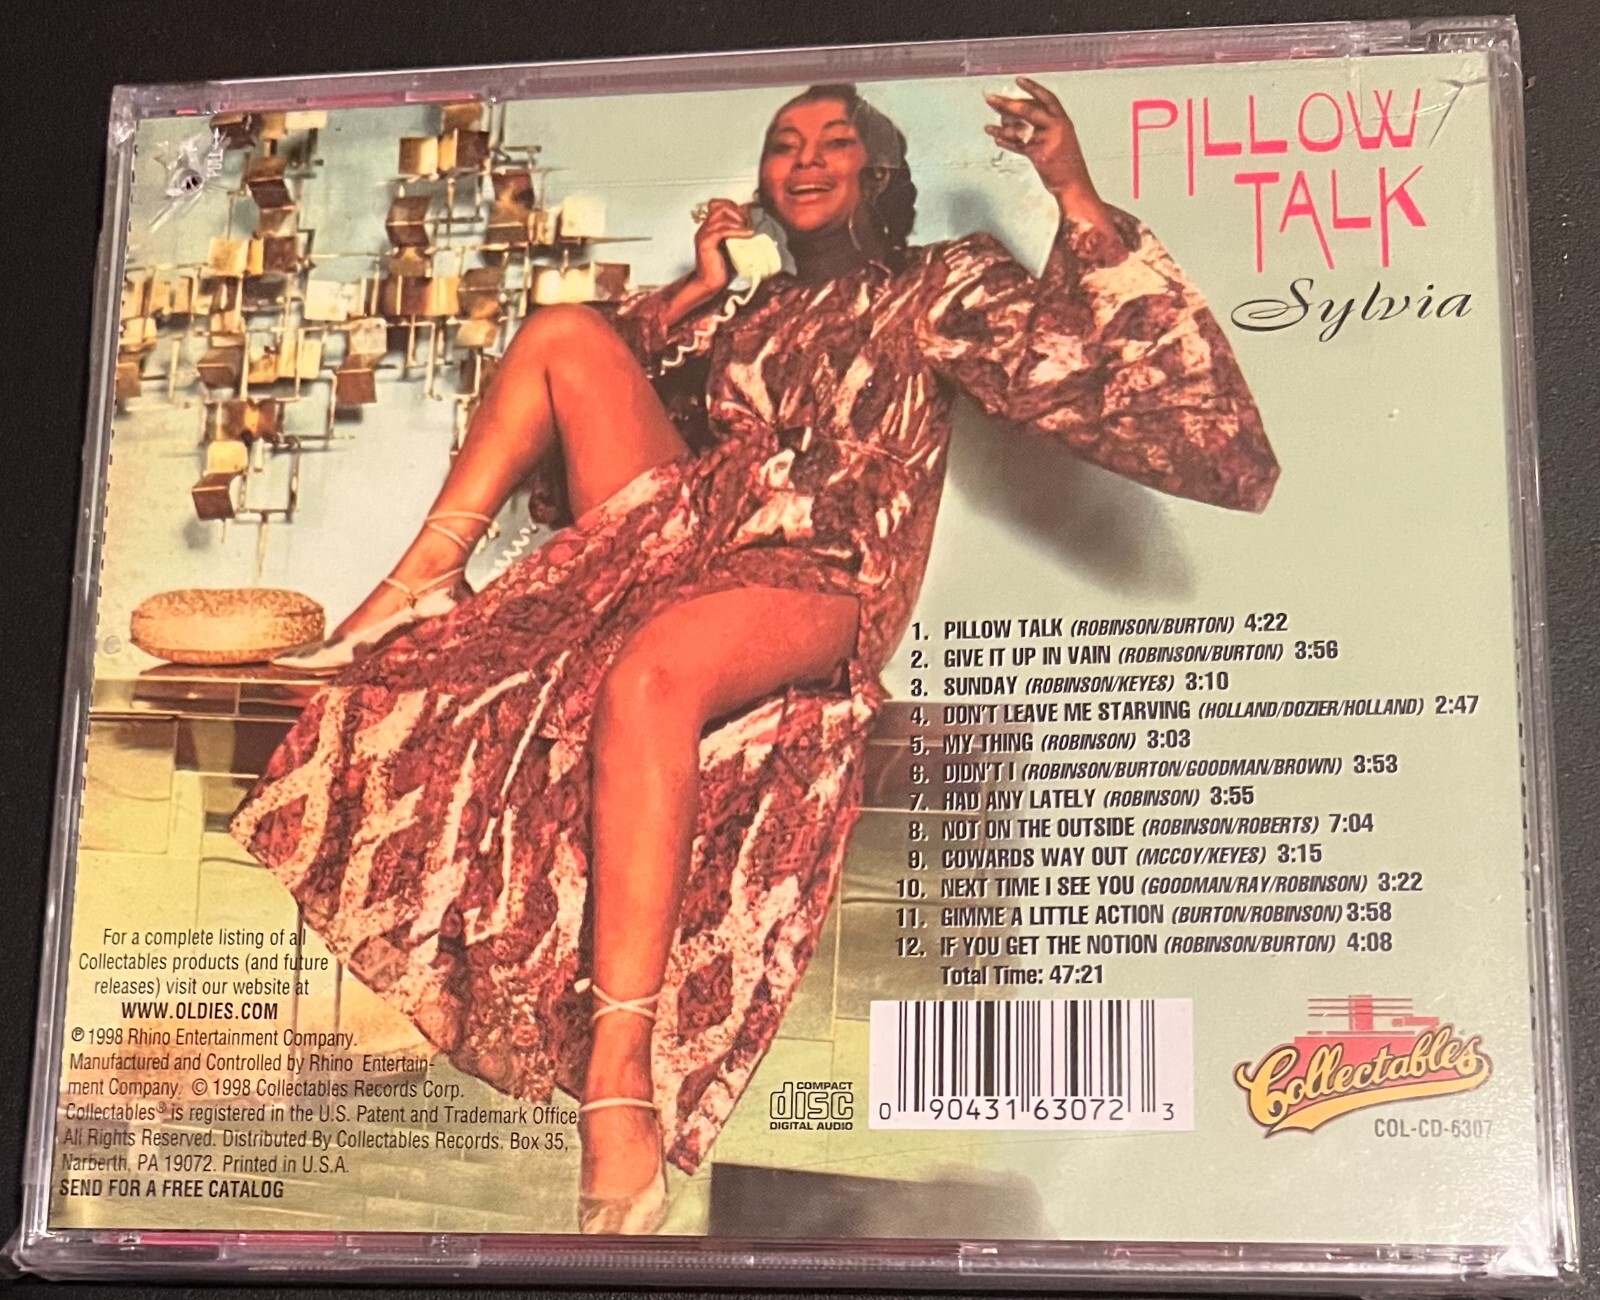 PILLOW
TALK
Sylvia
PULL
1. PILLOW TALK (ROBINSON/BURTON) 4:22
2. GIVE IT UP IN VAIN (ROBINSON/BURTON) 3:56
3. SUNDAY (ROBINSON/KEYES) 3:10
4. DON'T LEAVE ME STARVING (HOLLAND/DOZIER/HOLLAND) 2:47
5. MY THING (ROBINSON) 3:03
6. DIDN'T I (ROBINSON/BURTON/GOODMAN/BROWN) 3:53
7. HAD ANY LATELY (ROBINSON) 3:55
8. NOT ON THE OUTSIDE (ROBINSON/ROBERTS) 7:04
9. COWARDS WAY OUT (MCCOY/KEYES) 3:15
10. NEXT TIME I SEE YOU (GOODMAN/RAY/ROBINSON) 3:22
11. GIMME A LITTLE ACTION (BURTON/ROBINSON) 3:58
12. IF YOU GET THE NOTION (ROBINSON/BURTON) 4:08
Total Time: 47:21
For a complete listing of all
Collectables products (and future
releases) visit our website at
WWW.OLDIES.COM
℗ 1998 Rhino Entertainment Company.
Manufactured and Controlled by Rhino Entertain-
ment Company. © 1998 Collectables Records Corp.
Collectables® is registered in the U.S. Patent and Trademark Office.
All Rights Reserved. Distributed By Collectables Records, Box 35,
Narberth, PA 19072. Printed in U.S.A.
SEND FOR A FREE CATALOG
COMPACT
disc
DIGITAL AUDIO
0 90431 63072 3
Collectables
COL-CD-6307